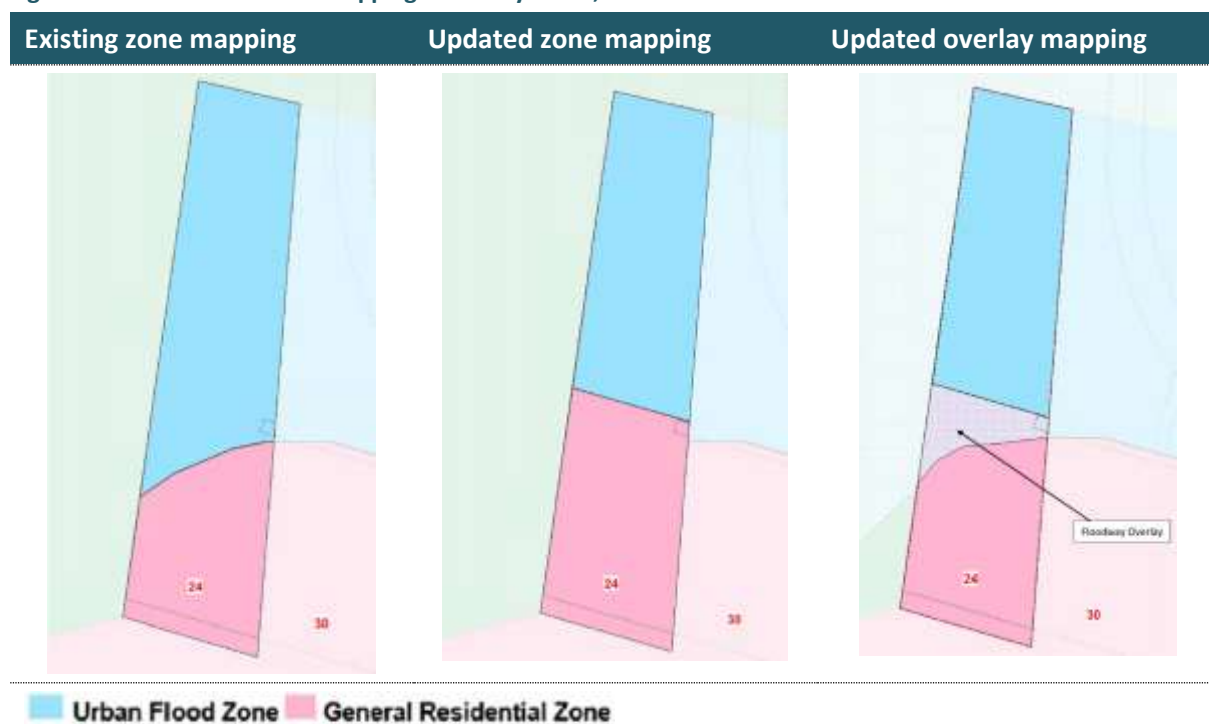 Existing zone mapping
Updated zone mapping
Updated overlay mapping
24
30
24
30
Floodway Overlay
24
30
Urban Flood Zone
General Residential Zone